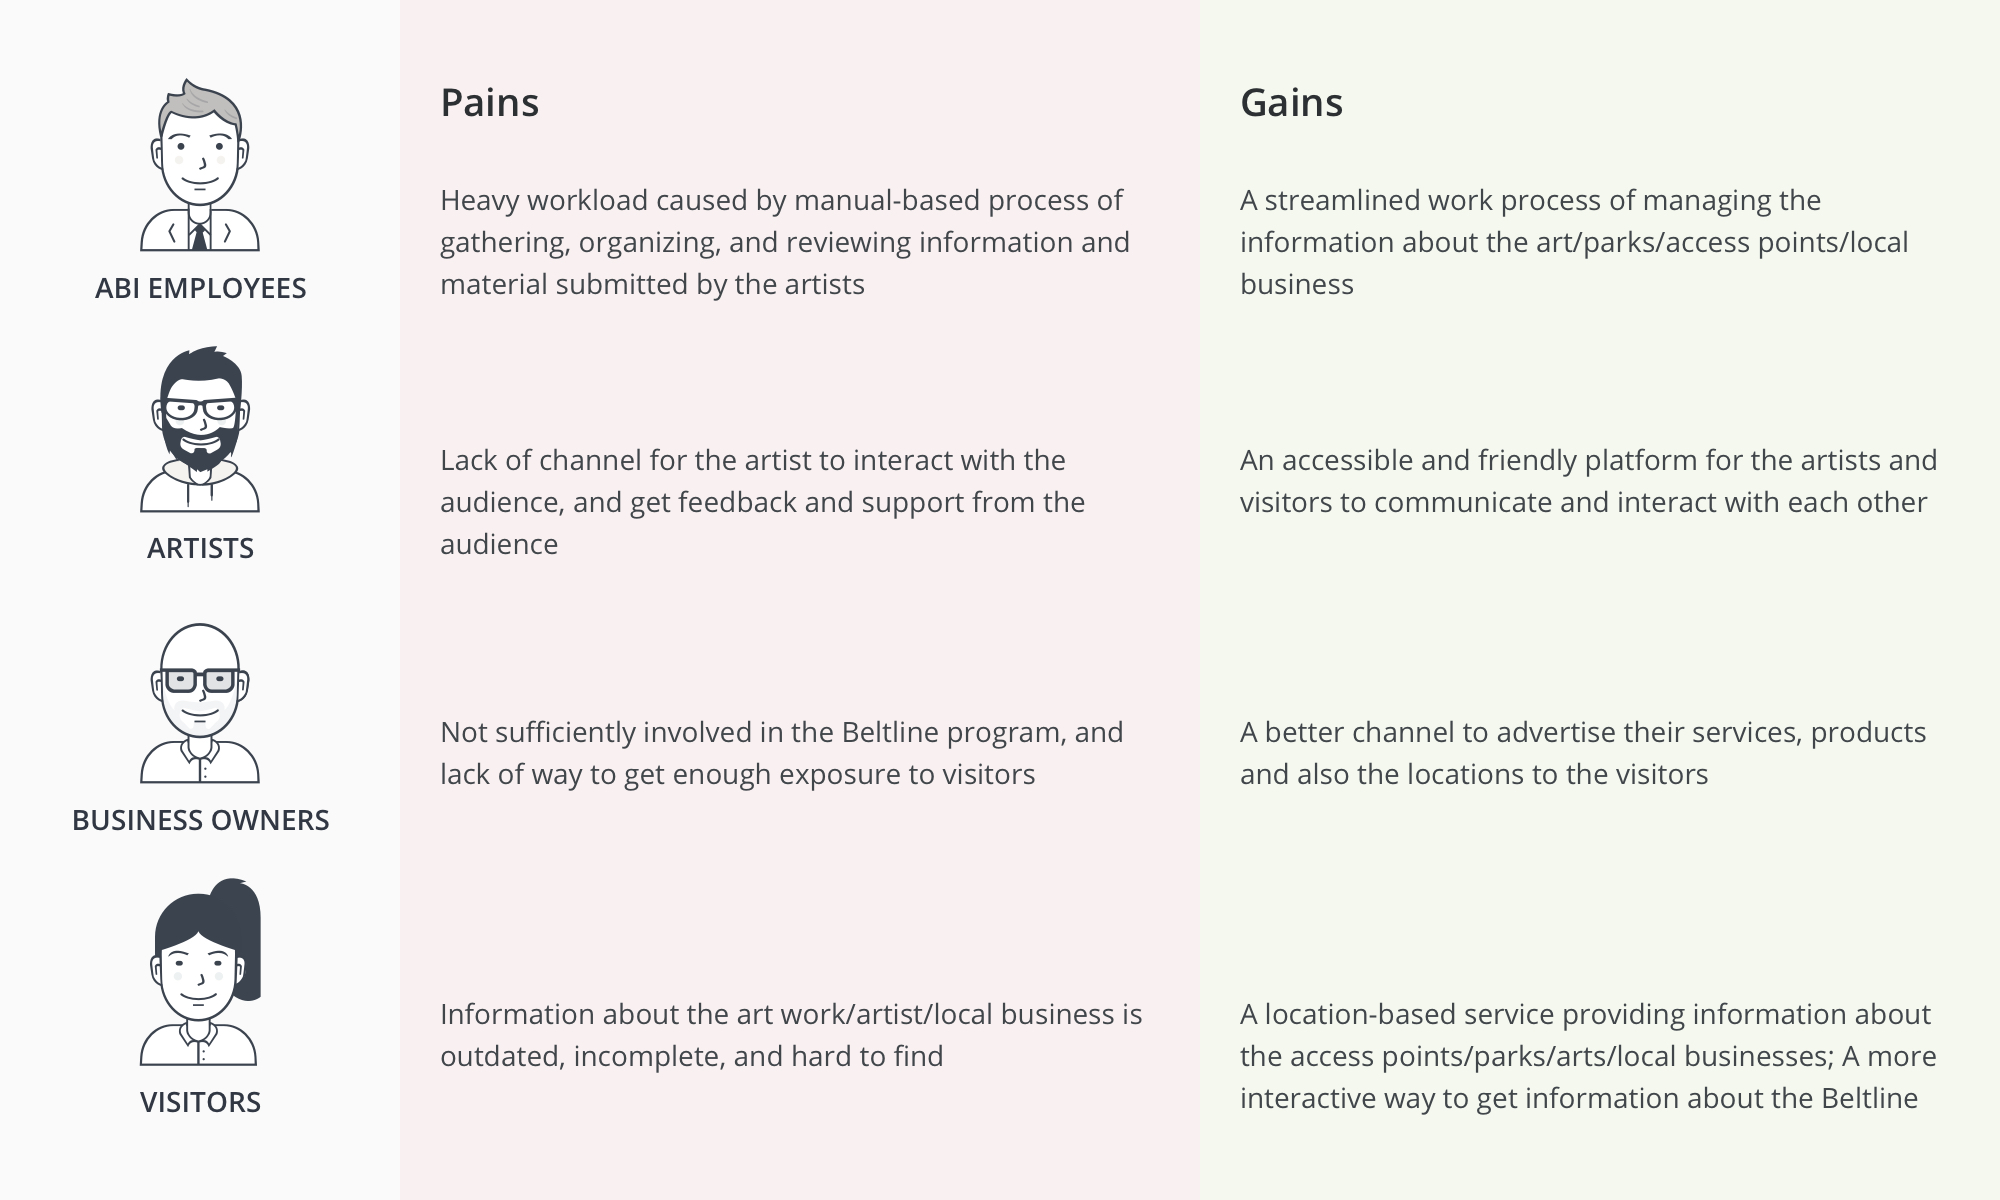 Pains
Gains
ABI EMPLOYEES
Heavy workload caused by manual-based process of
gathering, organizing, and reviewing information and
material submitted by the artists
A streamlined work process of managing the
information about the art/parks/access points/local
business
ARTISTS
Lack of channel for the artist to interact with the
audience, and get feedback and support from the
audience
An accessible and friendly platform for the artists and
visitors to communicate and interact with each other
BUSINESS OWNERS
Not sufficiently involved in the Beltline program, and
lack of way to get enough exposure to visitors
A better channel to advertise their services, products
and also the locations to the visitors
VISITORS
Information about the art work/artist/local business is
outdated, incomplete, and hard to find
A location-based service providing information about
the access points/parks/arts/local businesses; A more
interactive way to get information about the Beltline